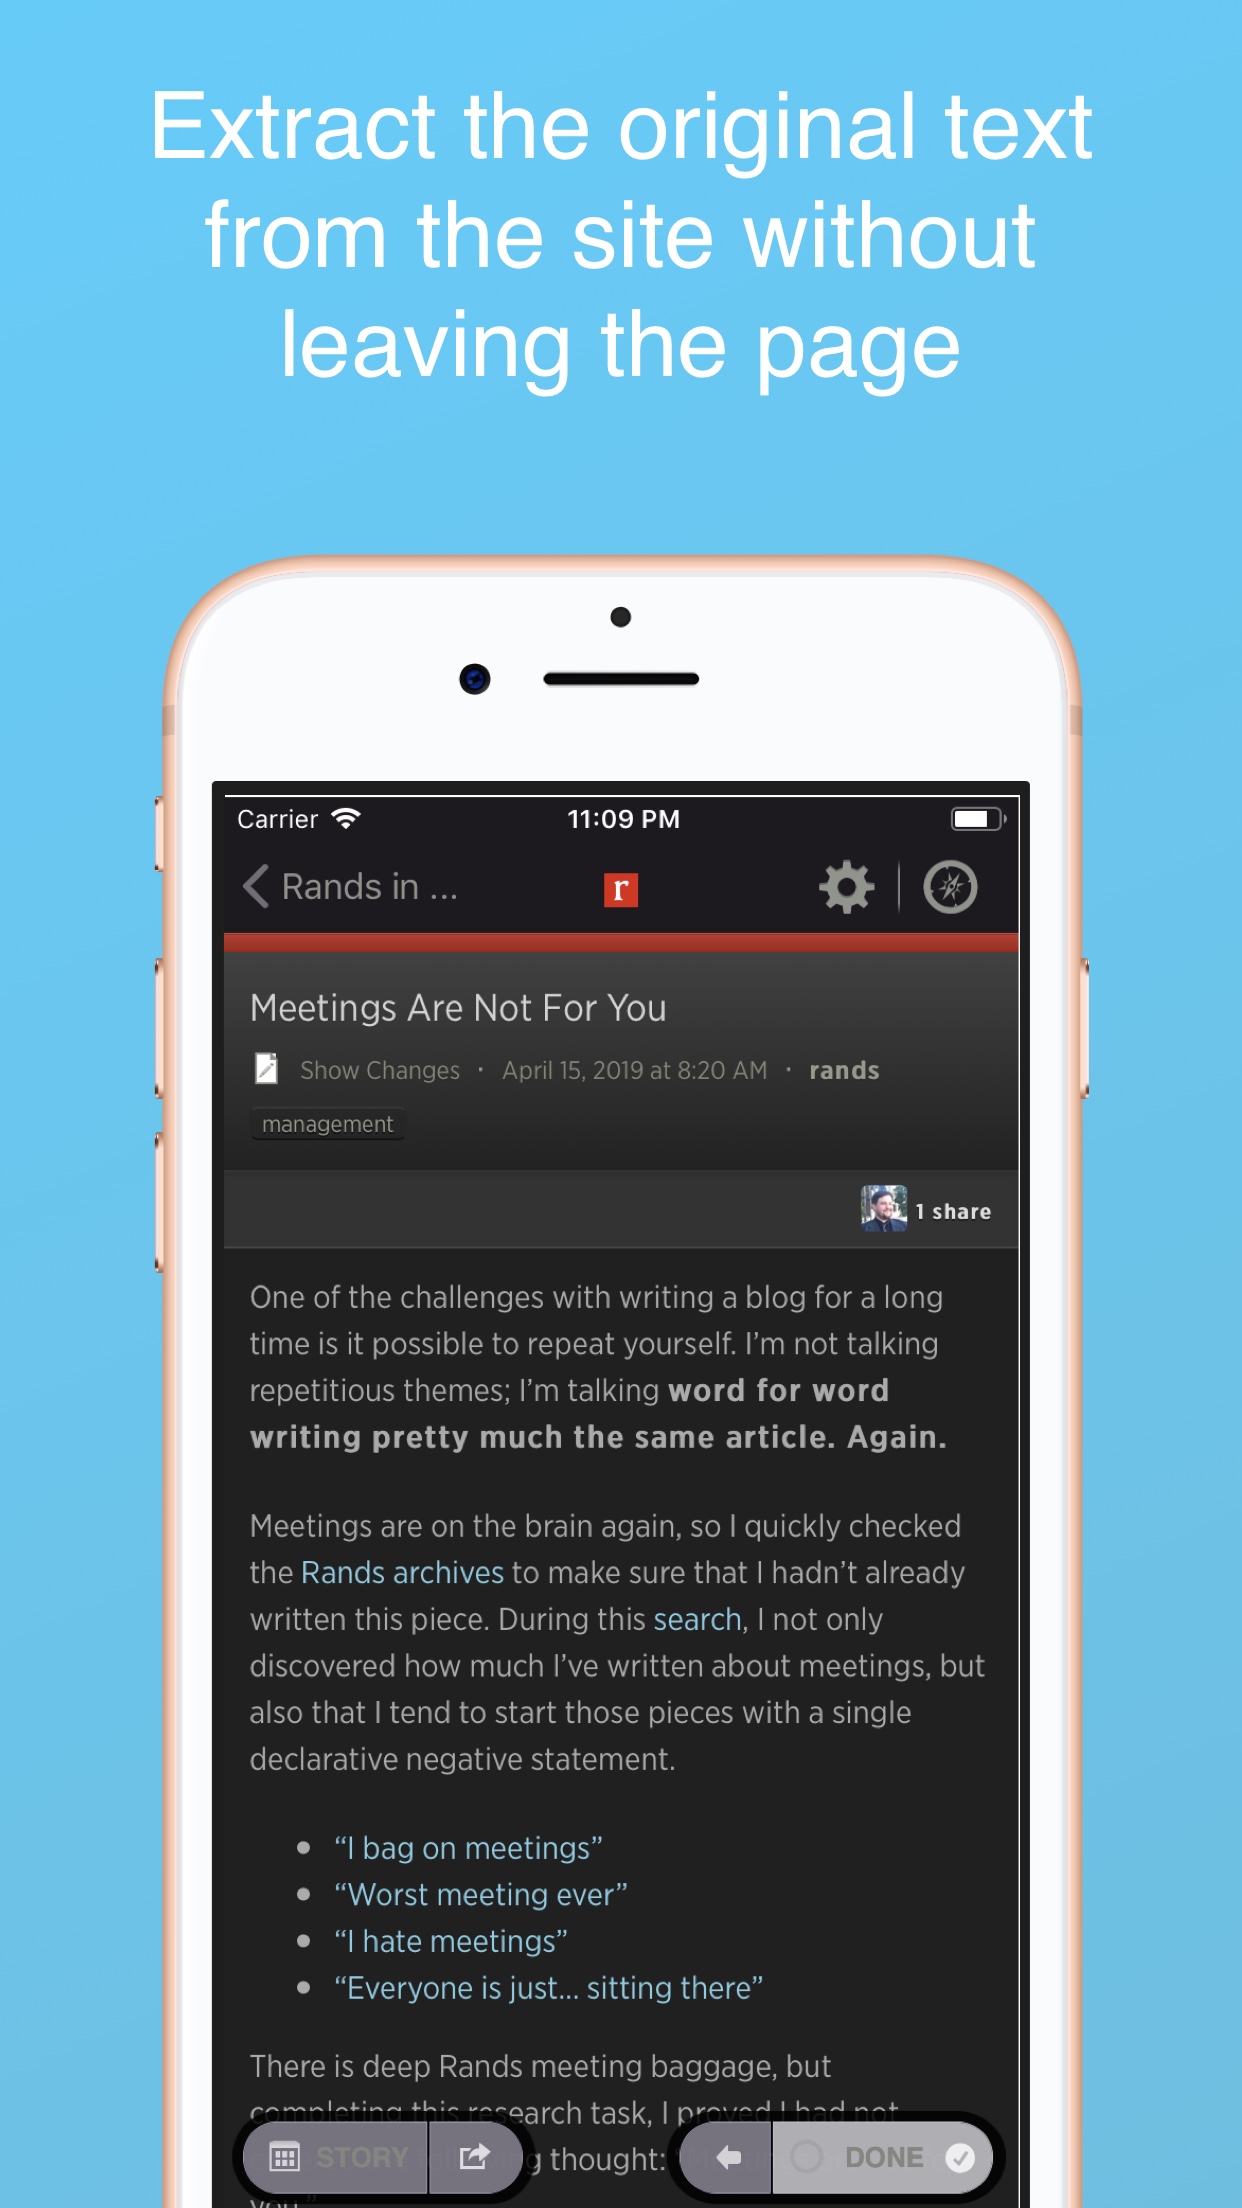 Extract the original text
from the site without
leaving the page
Carrier 11:09 PM
Rands in ...
r
Meetings Are Not For You
Show Changes · April 15, 2019 at 8:20 AM · rands
management
1 share
One of the challenges with writing a blog for a long
time is it possible to repeat yourself. I’m not talking
repetitious themes; I’m talking word for word
writing pretty much the same article. Again.
Meetings are on the brain again, so I quickly checked
the Rands archives to make sure that I hadn’t already
written this piece. During this search, I not only
discovered how much I’ve written about meetings, but
also that I tend to start those pieces with a single
declarative negative statement.
• “I bag on meetings”
• “Worst meeting ever”
• “I hate meetings”
• “Everyone is just... sitting there”
There is deep Rands meeting baggage, but
completing this research task, I proved I had not
thought:
STORY DONE
you.”